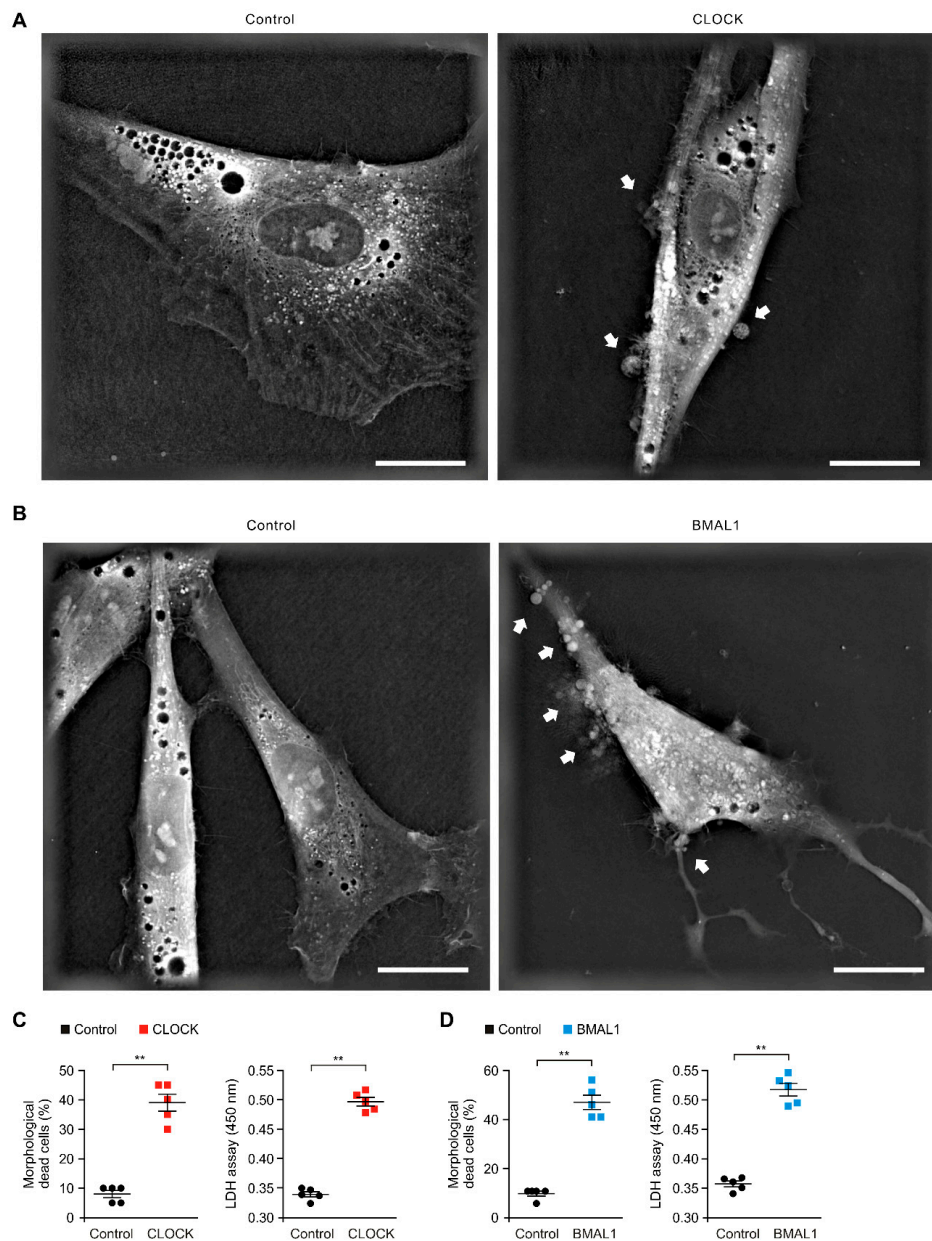 A
Control
CLOCK
B
Control
BMAL1
C
Control
CLOCK
**
Morphological
dead cells (%)
50
40
30
20
10
0
Control
CLOCK
**
LDH assay (450 nm)
0.55
0.50
0.45
0.40
0.35
0.30
Control
CLOCK
D
Control
BMAL1
**
Morphological
dead cells (%)
60
40
20
0
Control
BMAL1
**
LDH assay (450 nm)
0.55
0.50
0.45
0.40
0.35
0.30
Control
BMAL1